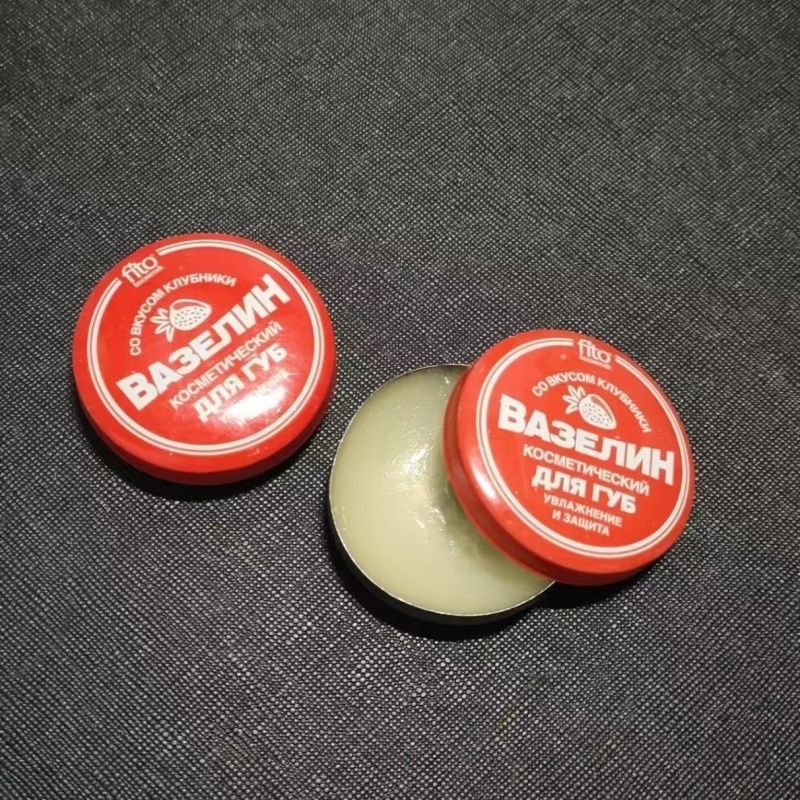 fito
СО ВКУСОМ КЛУБНИКИ
ВАЗЕЛИН
КОСМЕТИЧЕСКИЙ
ДЛЯ ГУБ
fito
СО ВКУСОМ КЛУБНИКИ
ВАЗЕЛИН
КОСМЕТИЧЕСКИЙ
ДЛЯ ГУБ
УВЛАЖНЕНИЕ
И ЗАЩИТА